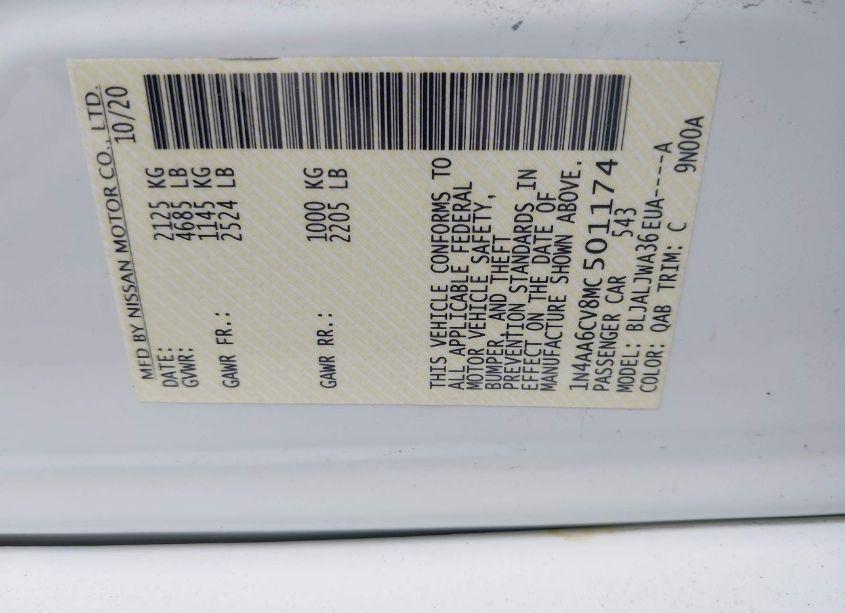 MFD BY NISSAN MOTOR CO., LTD.
DATE: 10/20
GVWR: 2125 KG
4685 LB
GAWR FR.: 1145 KG
2524 LB
GAWR RR.: 1000 KG
2205 LB
THIS VEHICLE CONFORMS TO
ALL APPLICABLE FEDERAL
MOTOR VEHICLE SAFETY,
BUMPER, AND THEFT
PREVENTION STANDARDS IN
EFFECT ON THE DATE OF
MANUFACTURE SHOWN ABOVE.
1N4AA6CV8MC501174
PASSENGER CAR 543
MODEL: BLJALJWA36EUA----A
COLOR: QAB TRIM: C 9N00A